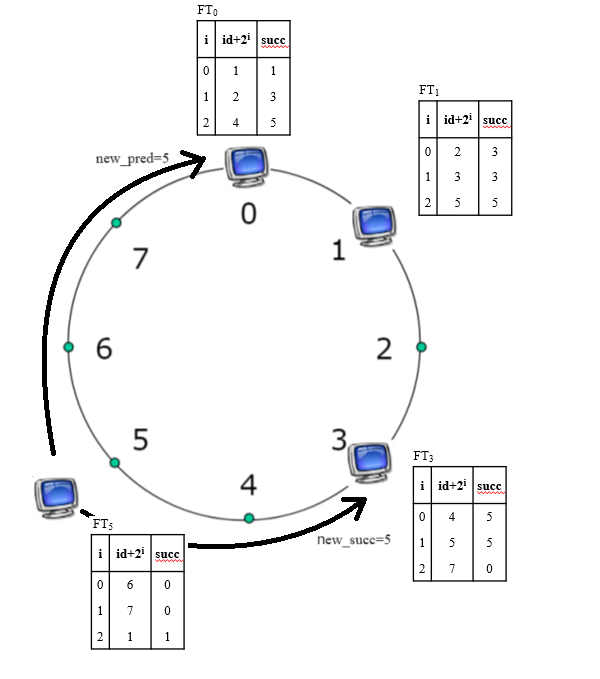 FT0
i id+2i succ
0 1 1
1 2 3
2 4 5
FT1
i id+2i succ
0 2 3
1 3 3
2 5 5
new_pred=5
0
1
7
2
6
3
5
4
FT3
i id+2i succ
0 4 5
1 5 5
2 7 0
FT5
i id+2i succ
0 6 0
1 7 0
2 1 1
new_succ=5